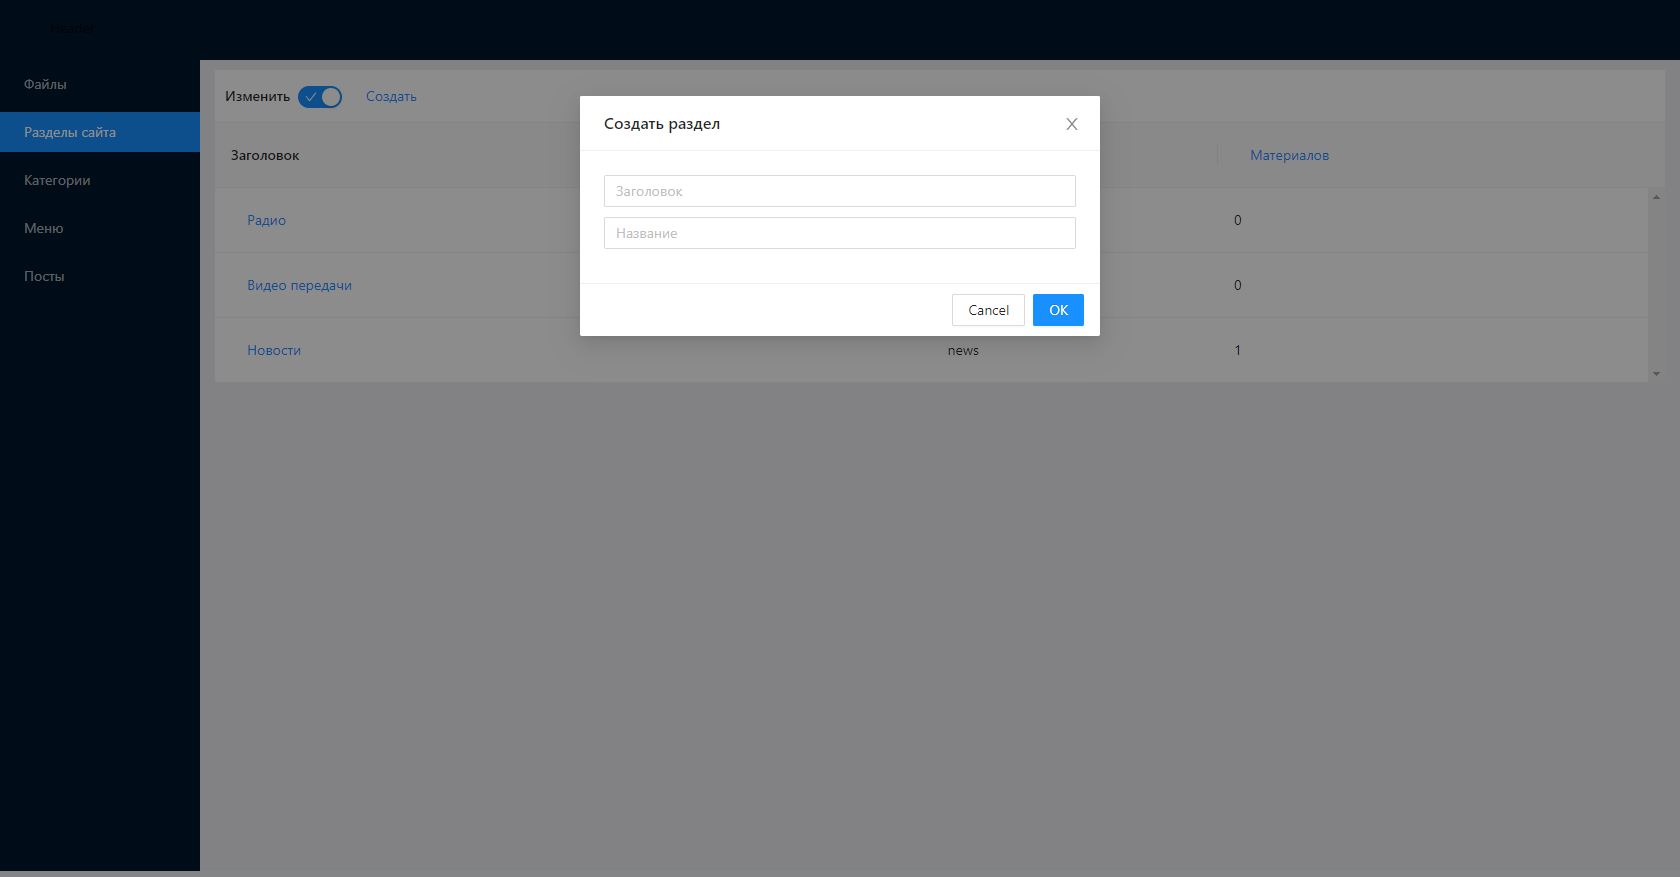 Header
Файлы
Разделы сайта
Категории
Меню
Посты
Изменить Создать
Заголовок Материалов
Радио 0
Видео передачи 0
Новости news 1
Создать раздел
Заголовок
Название
Cancel OK